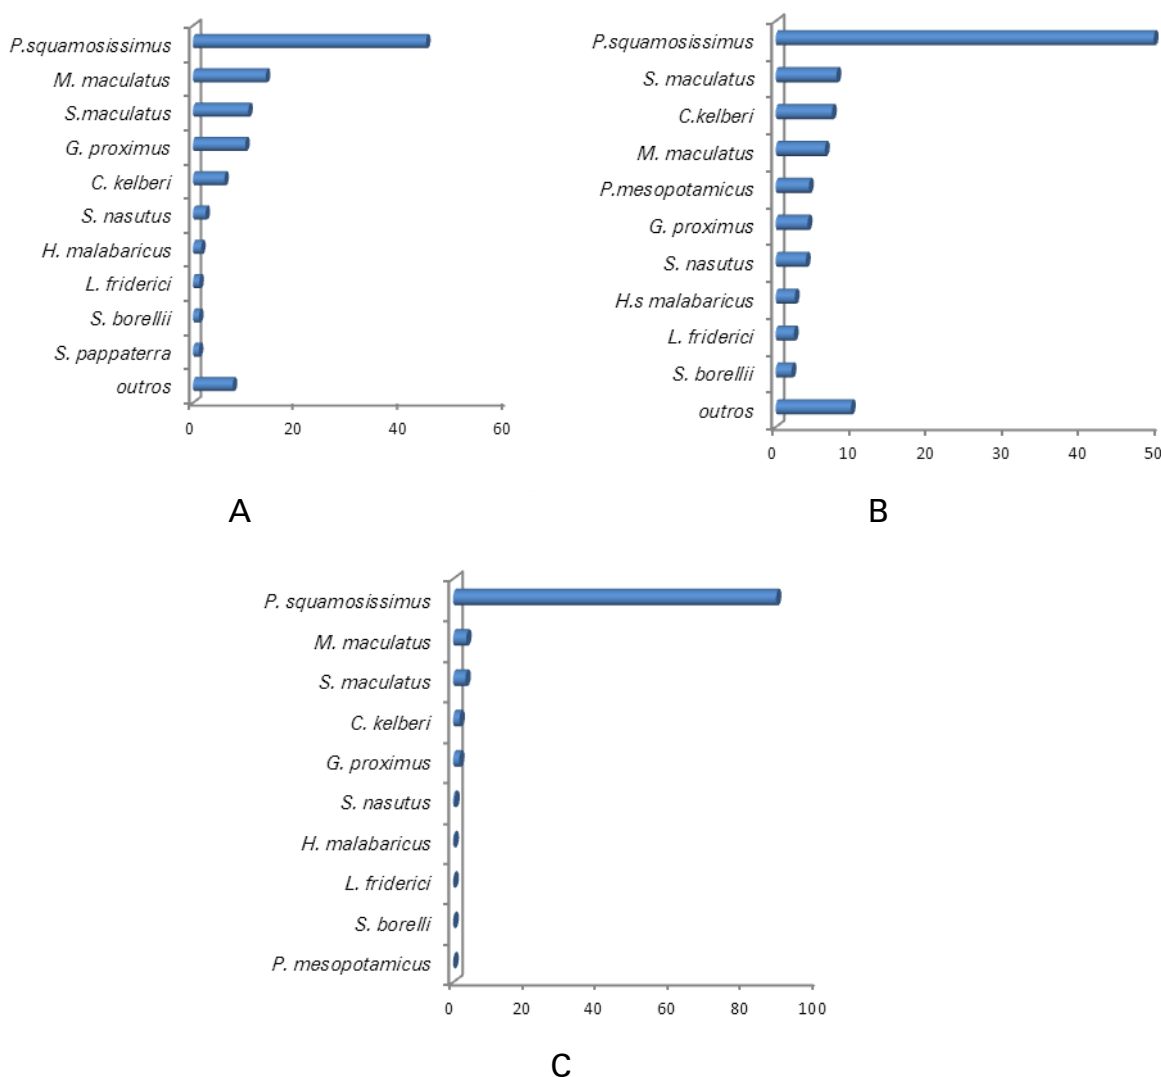 P.squamosissimus
M. maculatus
S.maculatus
G. proximus
C. kelberi
S. nasutus
H. malabaricus
L. friderici
S. borellii
S. pappaterra
outros
0 20 40 60
A
P.squamosissimus
S. maculatus
C.kelberi
M. maculatus
P.mesopotamicus
G. proximus
S. nasutus
H.s malabaricus
L. friderici
S. borellii
outros
0 10 20 30 40 50
B
P. squamosissimus
M. maculatus
S. maculatus
C. kelberi
G. proximus
S. nasutus
H. malabaricus
L. friderici
S. borelli
P. mesopotamicus
0 20 40 60 80 100
C